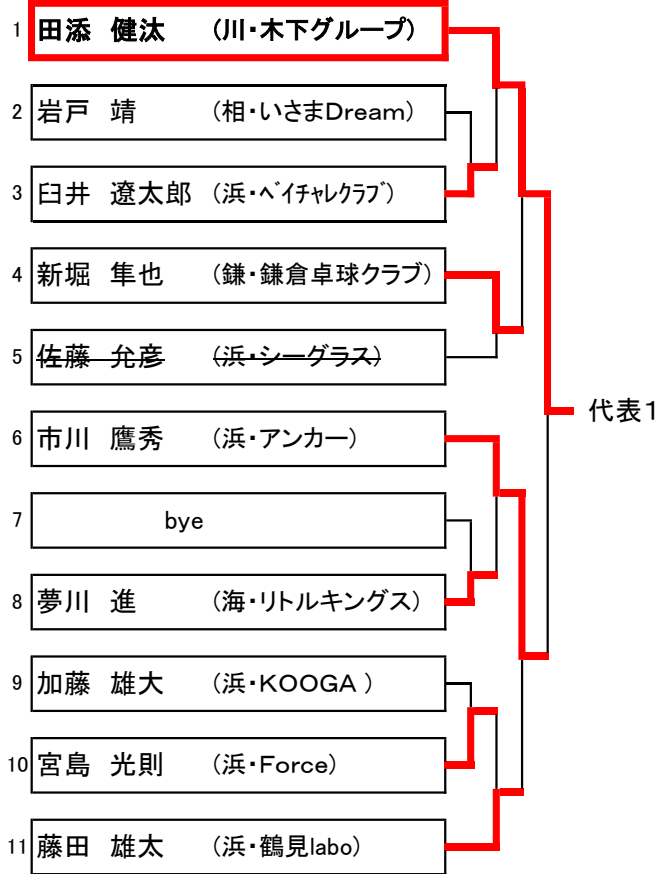 1 田添 健汰 (川・木下グループ)
2 岩戸 靖 (相・いさまDream)
3 臼井 遼太郎 (浜・ベイチャレクラブ)
4 新堀 隼也 (鎌・鎌倉卓球クラブ)
5 佐藤 允彦 (浜・シーグラス)
代表1
6 市川 鷹秀 (浜・アンカー)
7 bye
8 夢川 進 (海・リトルキングス)
9 加藤 雄大 (浜・KOOGA )
10 宮島 光則 (浜・Force)
11 藤田 雄太 (浜・鶴見labo)